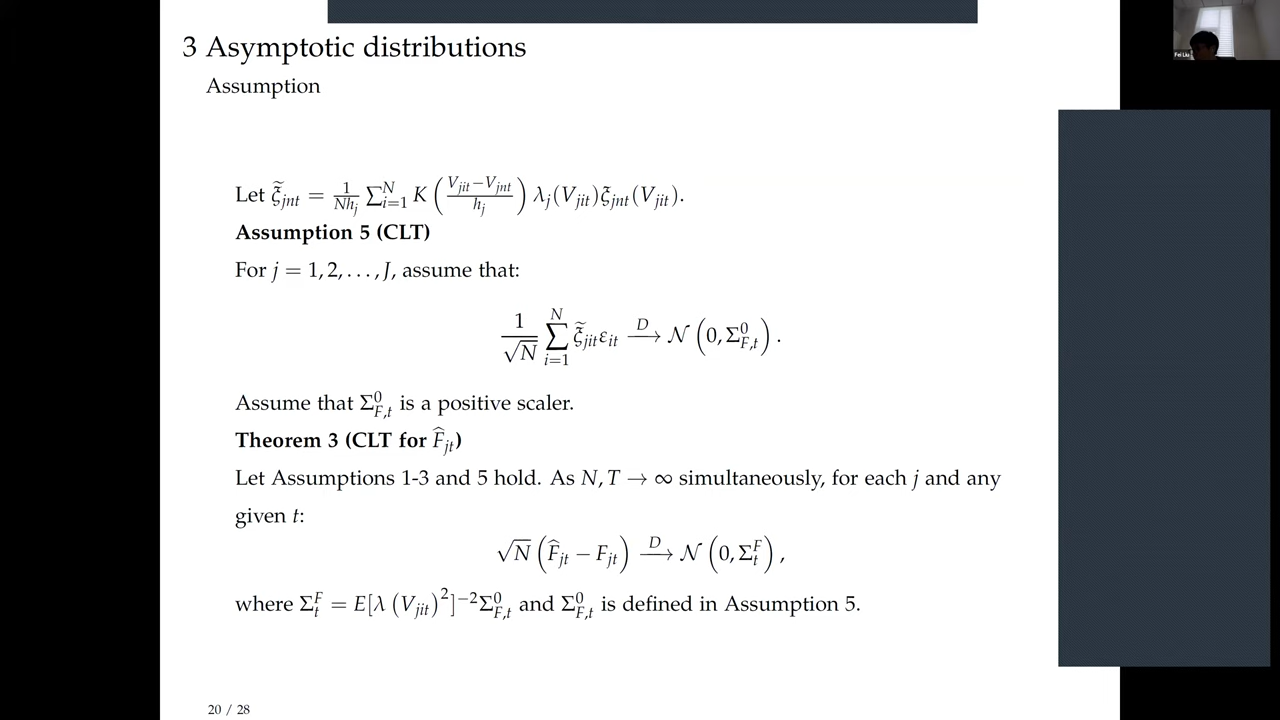 3 Asymptotic distributions
Assumption
Fei Liu
Let $\widetilde{\xi}_{jnt} = \frac{1}{Nh_j} \sum_{i=1}^{N} K\left(\frac{V_{jit}-V_{jnt}}{h_j}\right) \lambda_j(V_{jit})\xi_{jnt}(V_{jit}).$
Assumption 5 (CLT)
For $j = 1, 2, \ldots, J$, assume that:
$\frac{1}{\sqrt{N}} \sum_{i=1}^{N} \widetilde{\xi}_{jit}\varepsilon_{it} \xrightarrow{D} \mathcal{N}\left(0, \Sigma^0_{F,t}\right).$
Assume that $\Sigma^0_{F,t}$ is a positive scaler.
Theorem 3 (CLT for $\widehat{F}_{jt}$)
Let Assumptions 1-3 and 5 hold. As $N, T \to \infty$ simultaneously, for each $j$ and any
given $t$:
$\sqrt{N}\left(\widehat{F}_{jt} - F_{jt}\right) \xrightarrow{D} \mathcal{N}\left(0, \Sigma^F_t\right),$
where $\Sigma^F_t = E[\lambda\left(V_{jit}\right)^2]^{-2}\Sigma^0_{F,t}$ and $\Sigma^0_{F,t}$ is defined in Assumption 5.
20 / 28